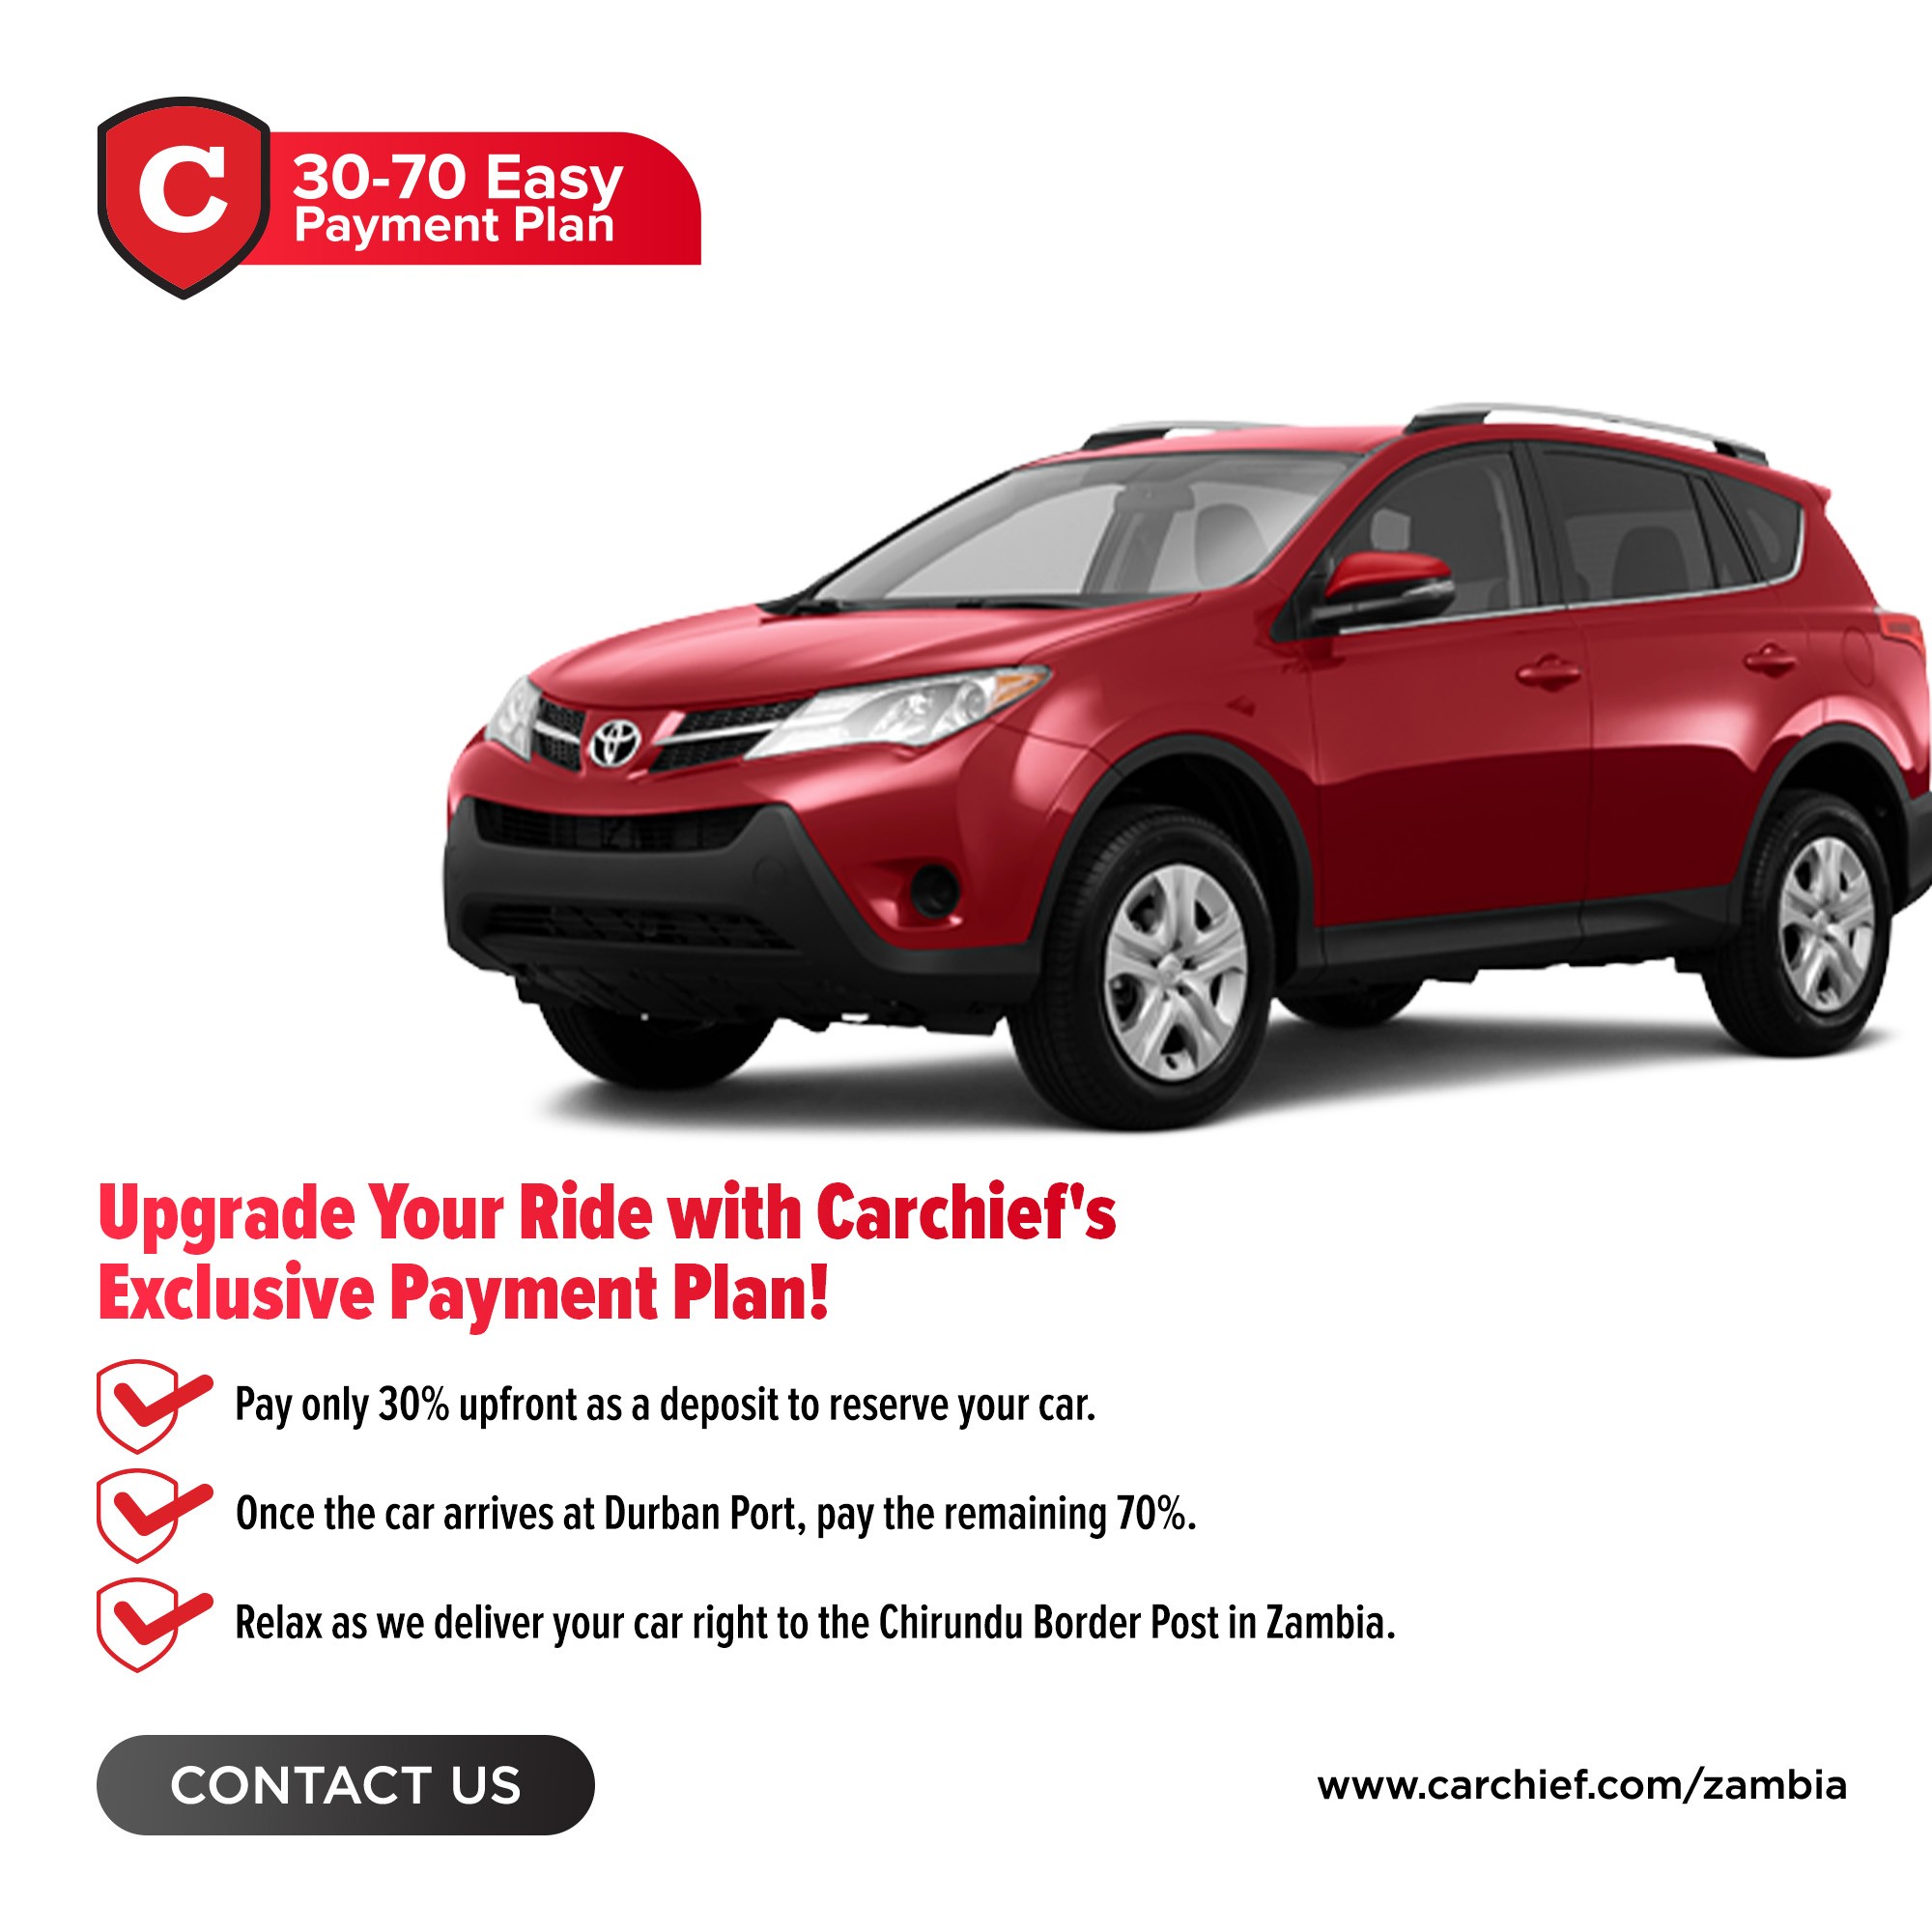 C
30-70 Easy
Payment Plan
Upgrade Your Ride with Carchief's
Exclusive Payment Plan!
Pay only 30% upfront as a deposit to reserve your car.
Once the car arrives at Durban Port, pay the remaining 70%.
Relax as we deliver your car right to the Chirundu Border Post in Zambia.
CONTACT US
www.carchief.com/zambia